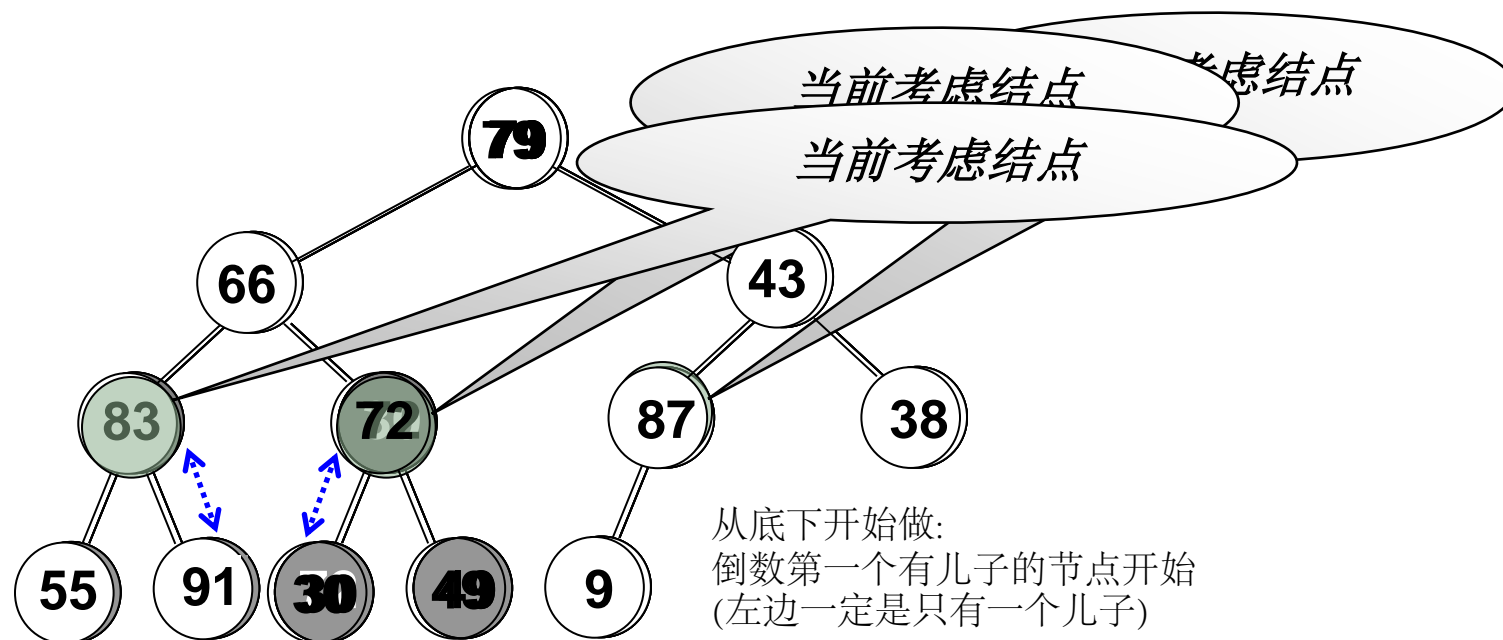 虑结点
当前考虑结点
当前考虑结点
79
66
43
83
72
87
38
55
91
30
49
9
从底下开始做:
倒数第一个有儿子的节点开始
(左边一定是只有一个儿子)